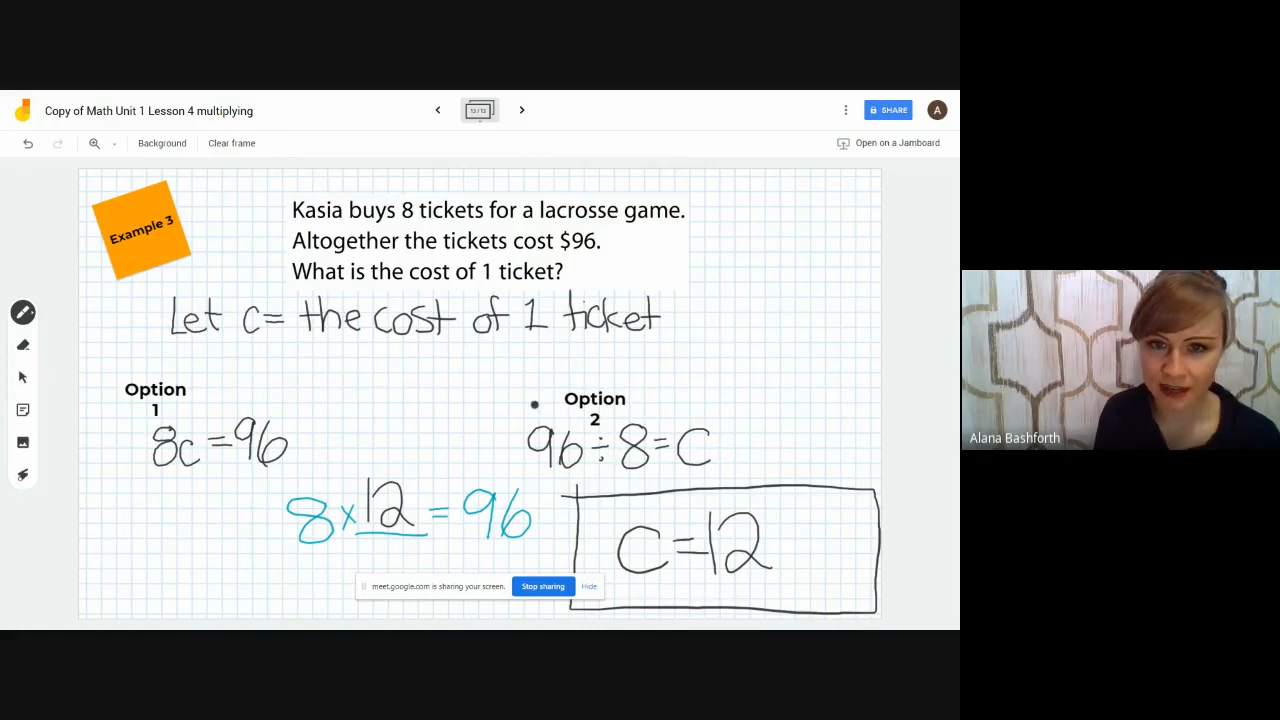 Copy of Math Unit 1 Lesson 4 multiplying
13 / 13
SHARE
A
Background
Clear frame
Open on a Jamboard
Example 3
Kasia buys 8 tickets for a lacrosse game.
Altogether the tickets cost $96.
What is the cost of 1 ticket?
Let c= the cost of 1 ticket
Option
1
8c=96
Option
2
96÷8=C
8×12=96
C=12
meet.google.com is sharing your screen.
Stop sharing
Hide
Alana Bashforth